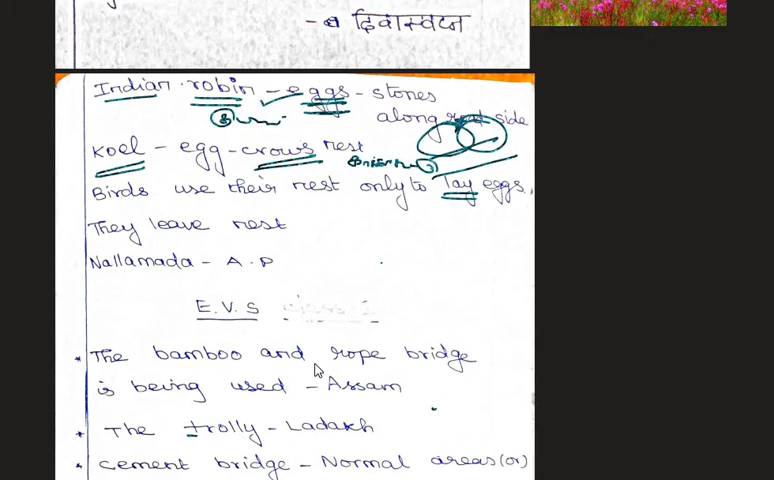 - दिवास्वप्न
Indian robin - eggs - stones
along side
Koel - egg - crows nest
Birds use their nest only to lay eggs.
They leave nest
Nallamada - A.P
E.V.S
* The bamboo and rope bridge
is being used - Assam
* The trolly - Ladakh
* cement bridge - Normal areas (or)